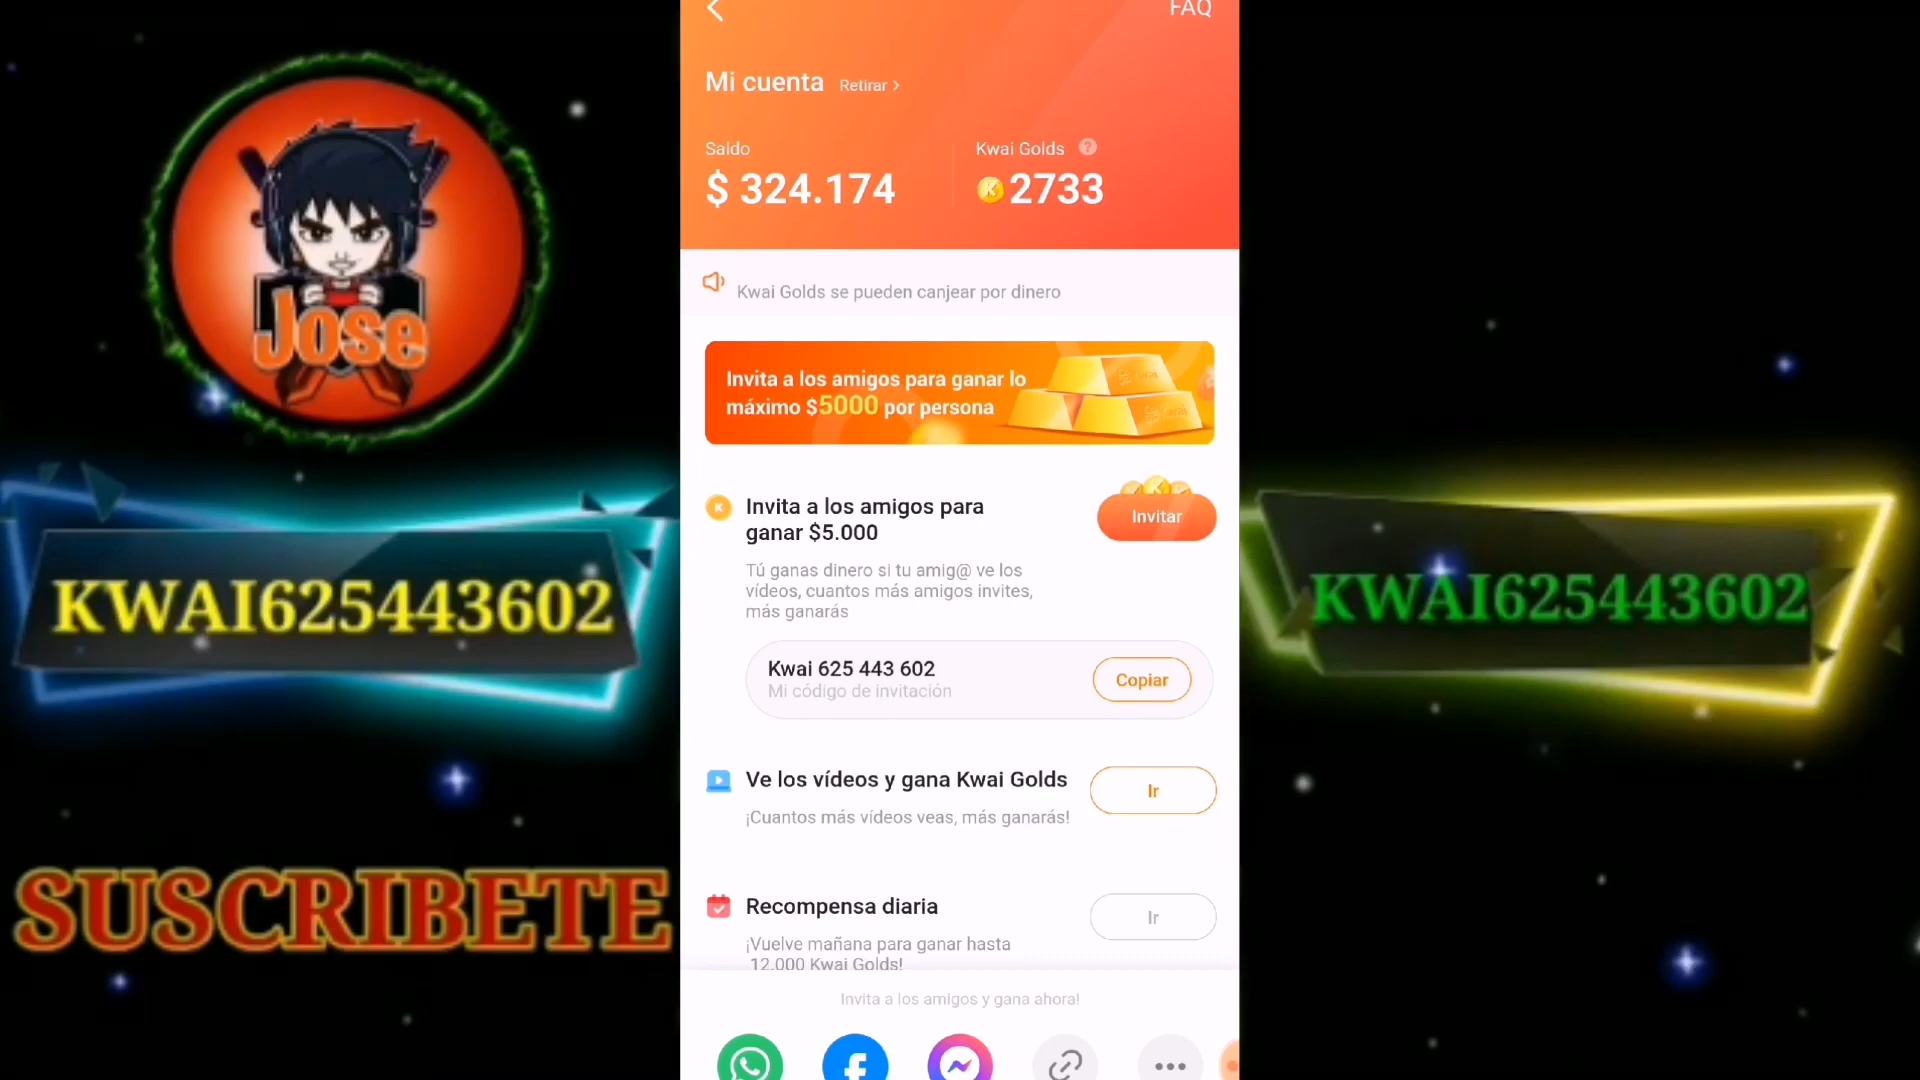 FAQ
Mi cuenta Retirar >
Saldo
Kwai Golds ?
$ 324.174
2733
Kwai Golds se pueden canjear por dinero
Invita a los amigos para ganar lo
máximo $5000 por persona
Invita a los amigos para
ganar $5.000
Invitar
Tú ganas dinero si tu amig@ ve los
vídeos, cuantos más amigos invites,
más ganarás
Kwai 625 443 602
Mi código de invitación
Copiar
Ve los vídeos y gana Kwai Golds
Ir
¡Cuantos más vídeos veas, más ganarás!
Recompensa diaria
Ir
¡Vuelve mañana para ganar hasta
12.000 Kwai Golds!
Invita a los amigos y gana ahora!
Jose
KWAI625443602
SUSCRIBETE
KWAI625443602